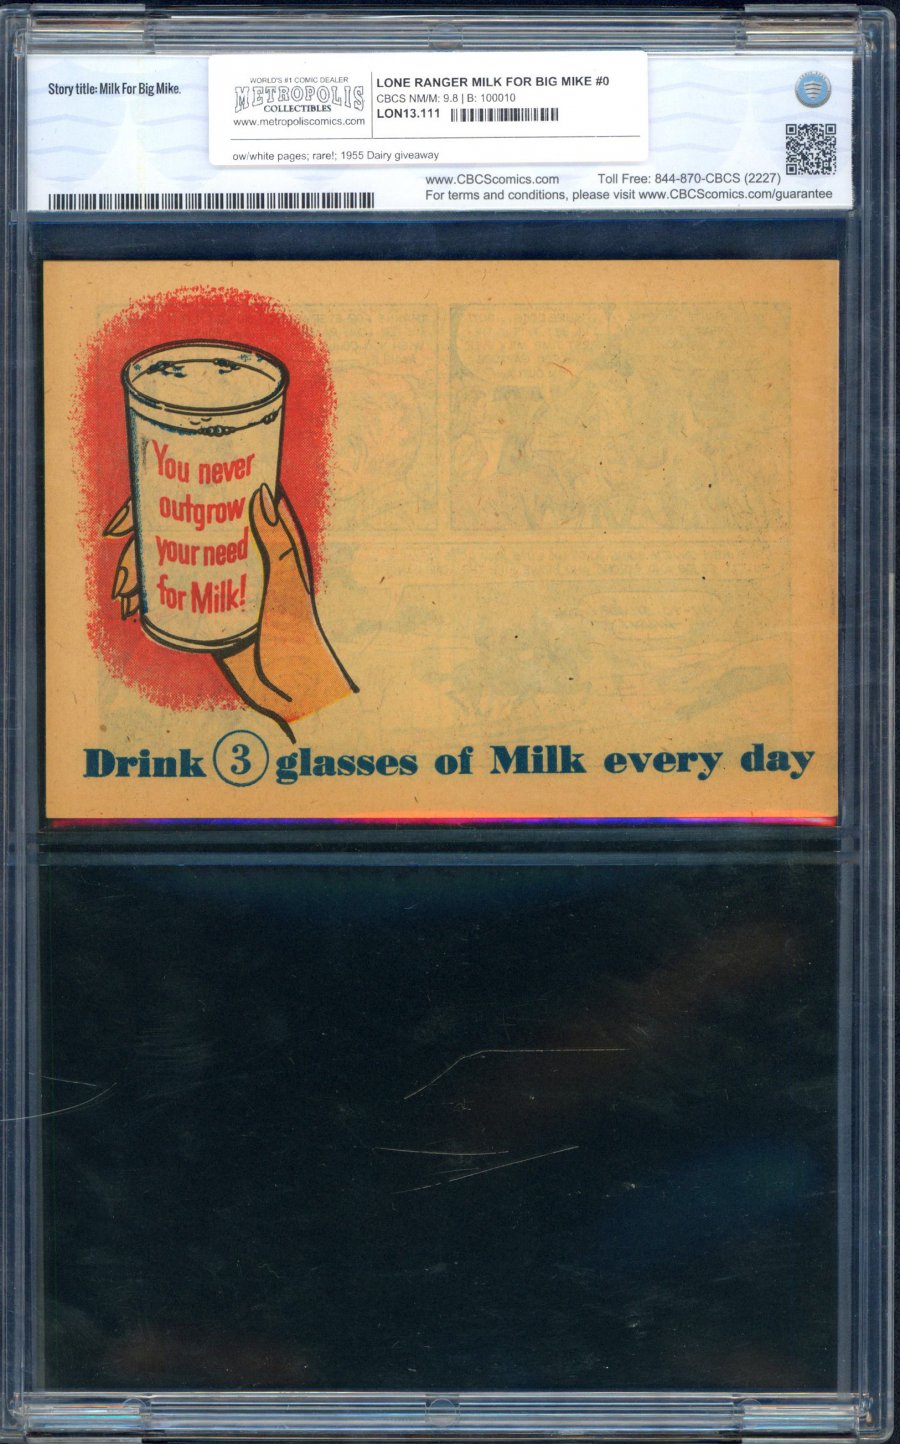 Story title: Milk For Big Mike.
WORLD'S #1 COMIC DEALER
METROPOLIS
COLLECTIBLES
www.metropoliscomics.com
LONE RANGER MILK FOR BIG MIKE #0
CBCS NM/M: 9.8 | B: 100010
LON13.111
ow/white pages; rare!; 1955 Dairy giveaway
www.CBCScomics.com Toll Free: 844-870-CBCS (2227)
For terms and conditions, please visit www.CBCScomics.com/guarantee
You never
outgrow
your need
for Milk!
Drink 3 glasses of Milk every day